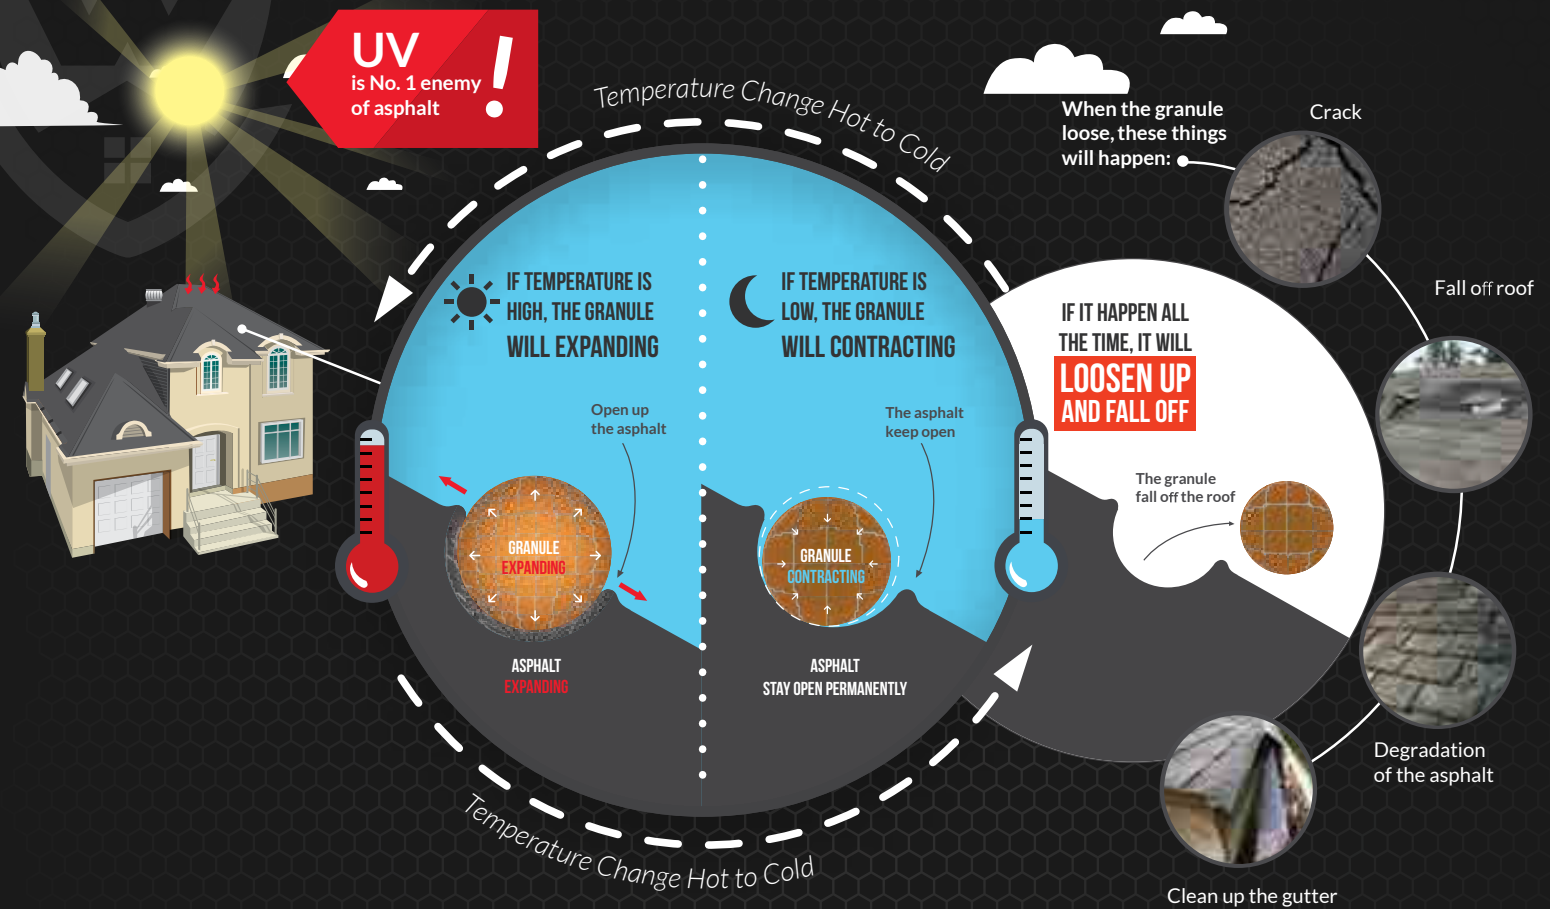 UV
is No. 1 enemy
of asphalt
!
Temperature Change Hot to Cold
When the granule
loose, these things
will happen:
Crack
Fall off roof
IF TEMPERATURE IS
HIGH, THE GRANULE
WILL EXPANDING
IF TEMPERATURE IS
LOW, THE GRANULE
WILL CONTRACTING
IF IT HAPPEN ALL
THE TIME, IT WILL
LOOSEN UP
AND FALL OFF
Open up
the asphalt
The asphalt
keep open
The granule
fall off the roof
GRANULE
EXPANDING
GRANULE
CONTRACTING
ASPHALT
EXPANDING
ASPHALT
STAY OPEN PERMANENTLY
Degradation
of the asphalt
Temperature Change Hot to Cold
Clean up the gutter